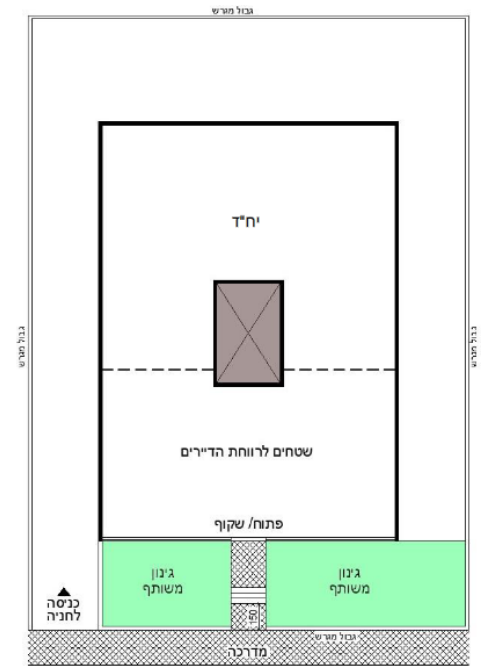 גבול מגרש
יח"ד
גבול מגרש
גבול מגרש
שטחים לרווחת הדיירים
פתוח/ שקוף
גינון
משותף
גינון
משותף
כניסה
לחניה
150
גבול מגרש
מדרכה